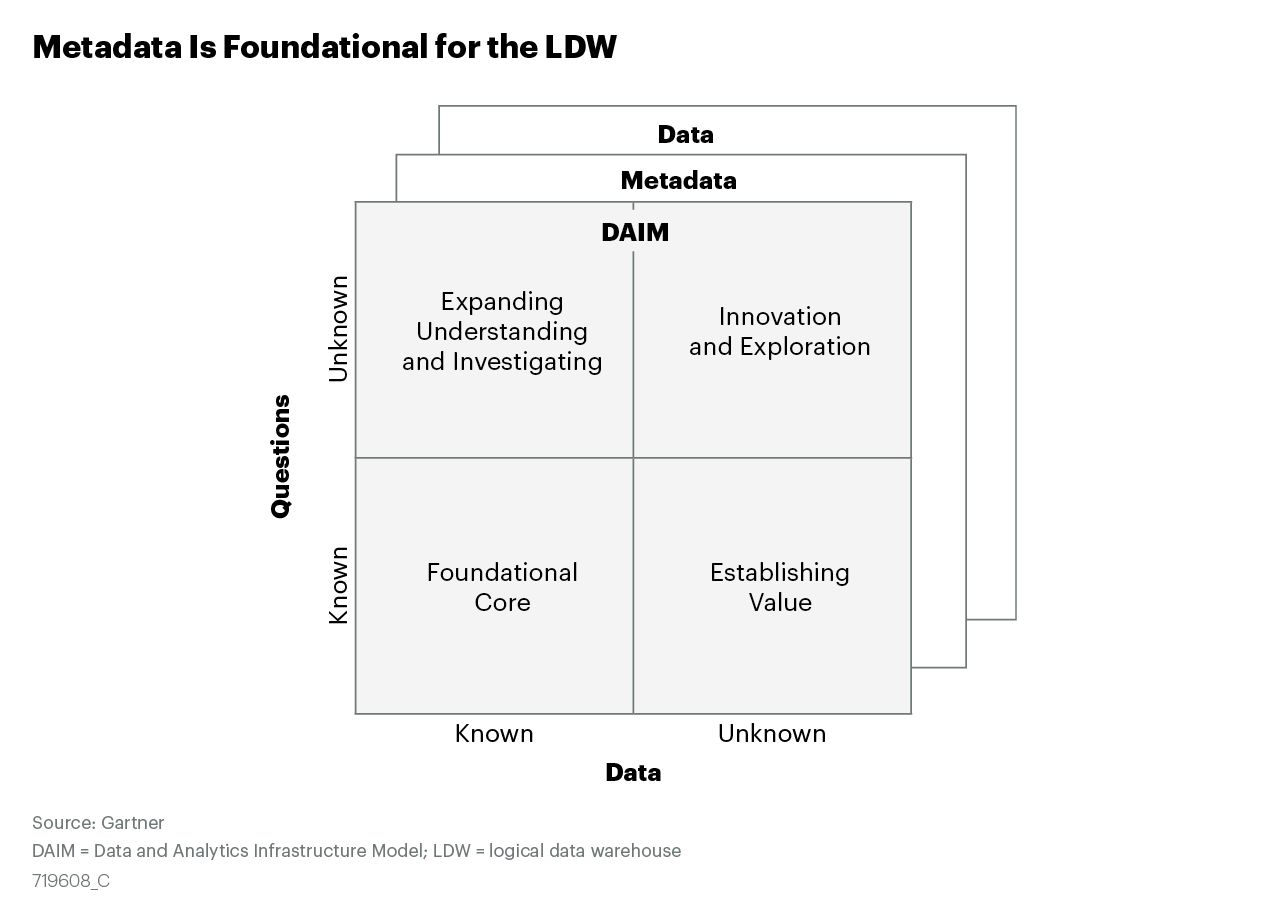 Metadata Is Foundational for the LDW
Data
Metadata
DAIM
Unknown
Expanding
Understanding
and Investigating
Innovation
and Exploration
Questions
Known
Foundational
Core
Establishing
Value
Known
Unknown
Data
Source: Gartner
DAIM = Data and Analytics Infrastructure Model; LDW = logical data warehouse
719608_C